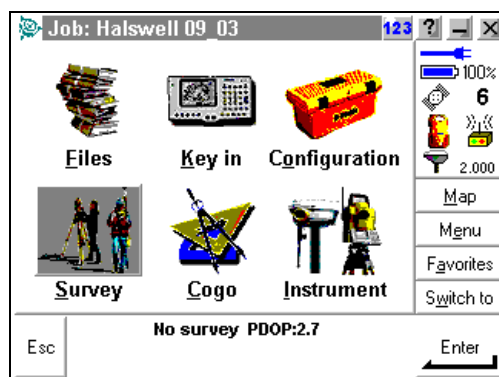 Job: Halswell 09_03 123 ?
100%
6
Files Key in Configuration
2.000
Map
Menu
Favorites
Switch to
Survey Cogo Instrument
No survey PDOP:2.7
Esc
Enter